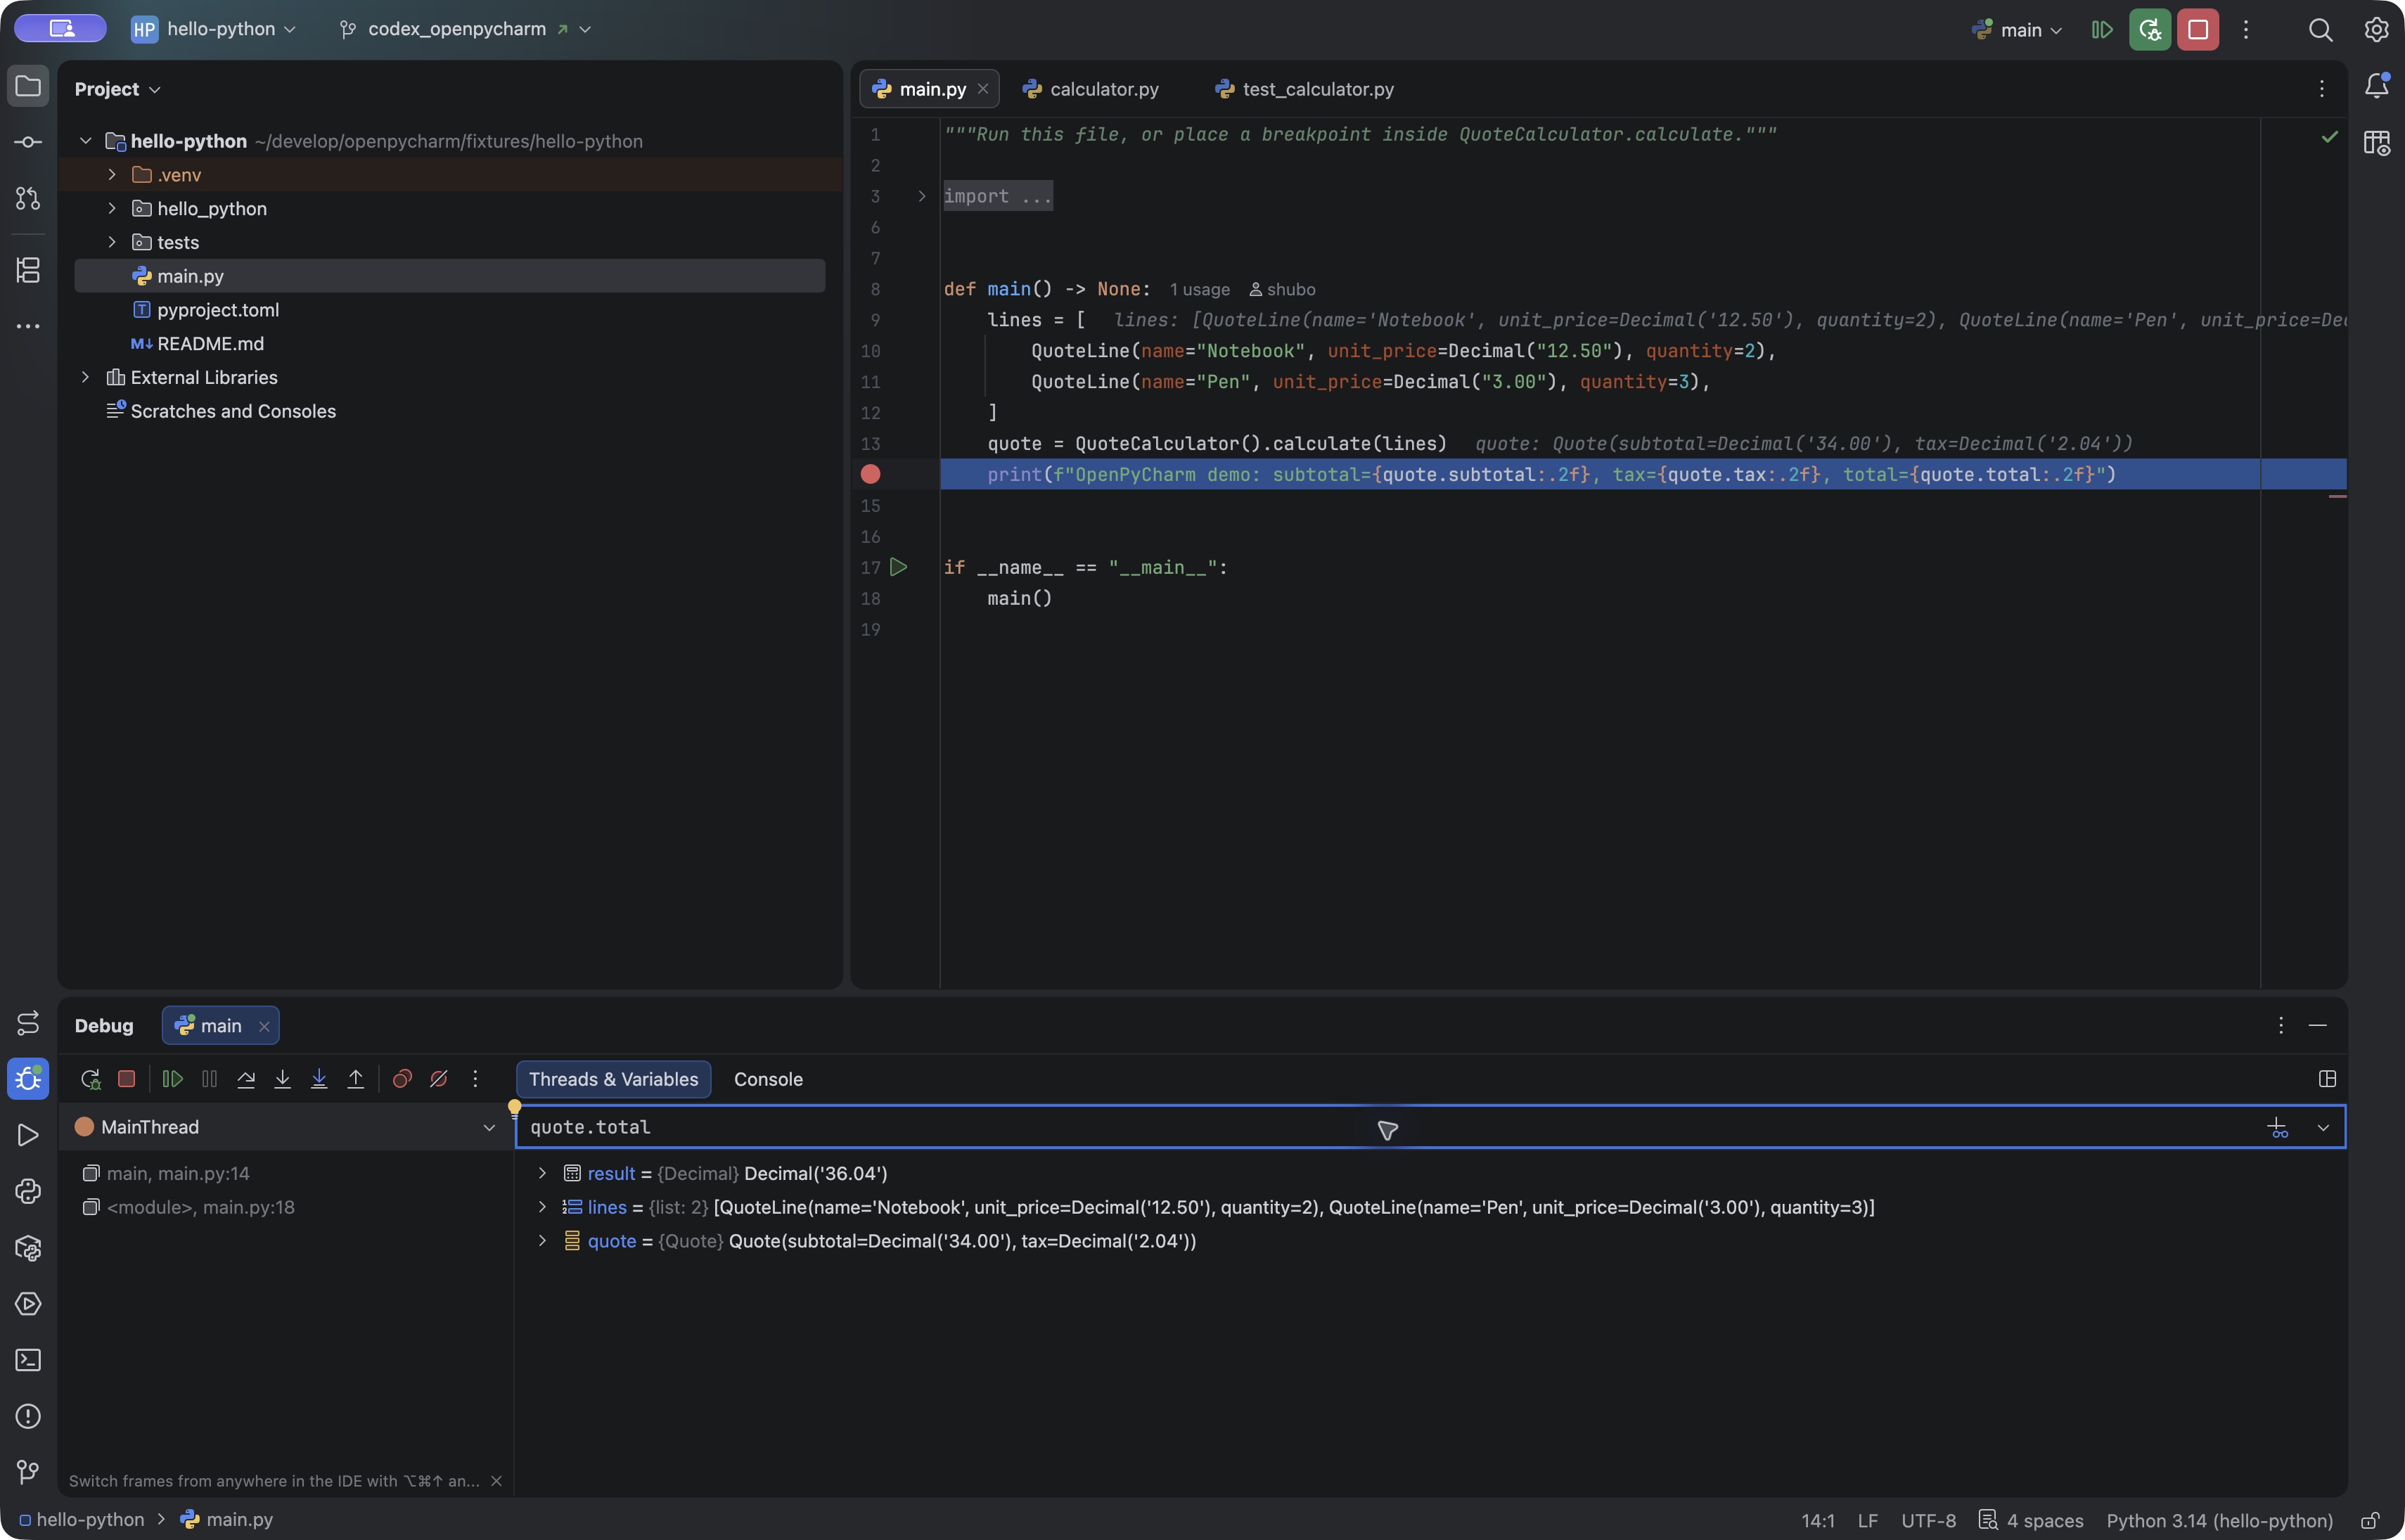 HP hello-python codex_openpycharm main
Project
hello-python ~/develop/openpycharm/fixtures/hello-python
.venv
hello_python
tests
main.py
pyproject.toml
README.md
External Libraries
Scratches and Consoles
main.py calculator.py test_calculator.py
1 """Run this file, or place a breakpoint inside QuoteCalculator.calculate."""
2
3 import ...
6
7
8 def main() -> None: 1 usage shubo
9 lines = [ lines: [QuoteLine(name='Notebook', unit_price=Decimal('12.50'), quantity=2), QuoteLine(name='Pen', unit_price=De
10 QuoteLine(name="Notebook", unit_price=Decimal("12.50"), quantity=2),
11 QuoteLine(name="Pen", unit_price=Decimal("3.00"), quantity=3),
12 ]
13 quote = QuoteCalculator().calculate(lines) quote: Quote(subtotal=Decimal('34.00'), tax=Decimal('2.04'))
print(f"OpenPyCharm demo: subtotal={quote.subtotal:.2f}, tax={quote.tax:.2f}, total={quote.total:.2f}")
15
16
17 if __name__ == "__main__":
18 main()
19
Debug main
Threads & Variables Console
MainThread
main, main.py:14
<module>, main.py:18
quote.total
result = {Decimal} Decimal('36.04')
lines = {list: 2} [QuoteLine(name='Notebook', unit_price=Decimal('12.50'), quantity=2), QuoteLine(name='Pen', unit_price=Decimal('3.00'), quantity=3)]
quote = {Quote} Quote(subtotal=Decimal('34.00'), tax=Decimal('2.04'))
Switch frames from anywhere in the IDE with ⌥⌘↑ an...
hello-python > main.py 14:1 LF UTF-8 4 spaces Python 3.14 (hello-python)